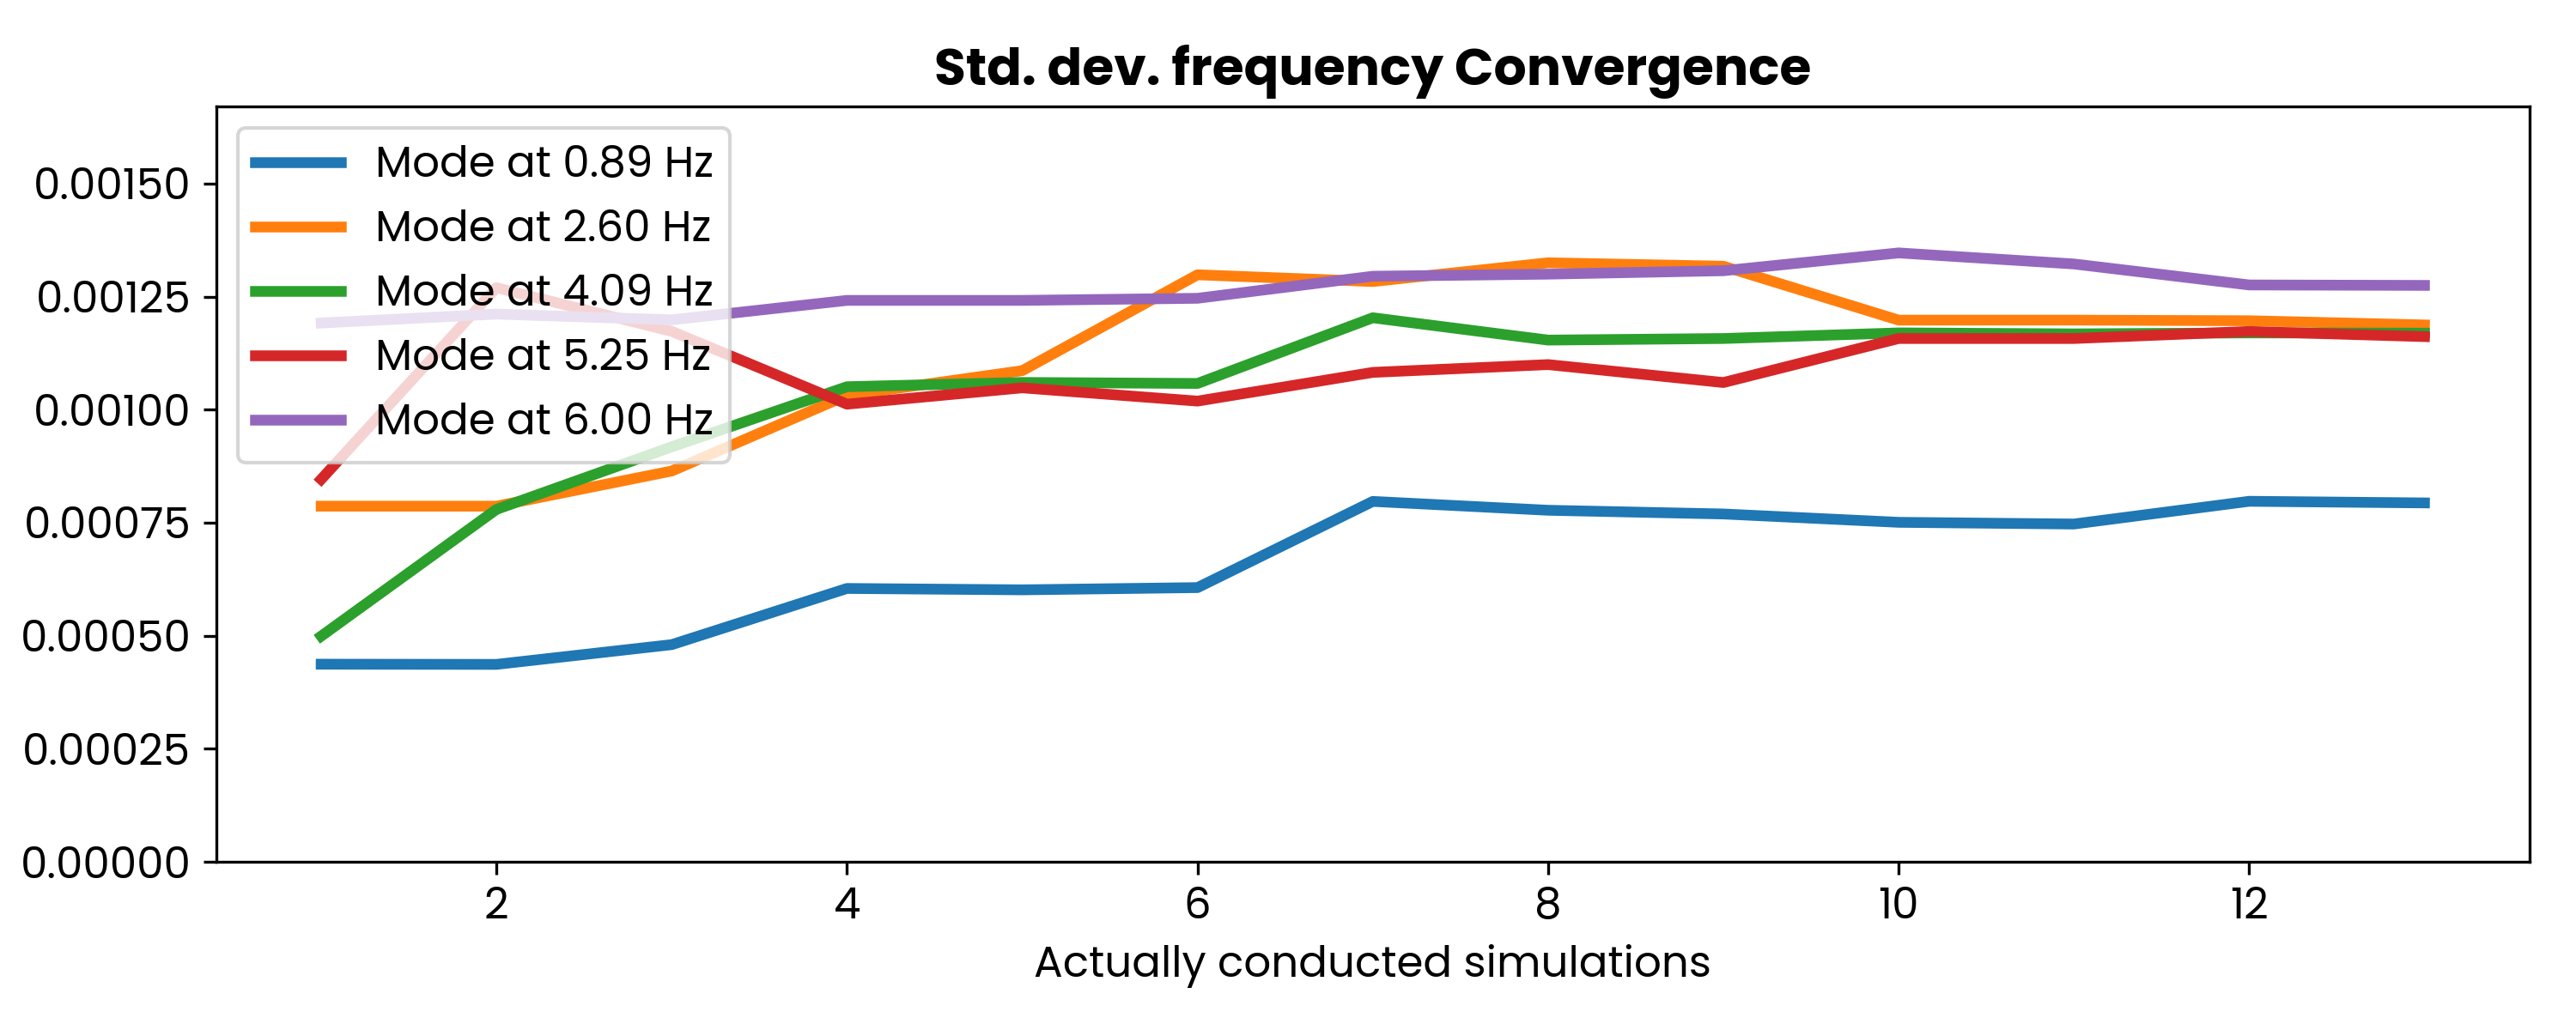 Std. dev. frequency Convergence
Mode at 0.89 Hz
Mode at 2.60 Hz
Mode at 4.09 Hz
Mode at 5.25 Hz
Mode at 6.00 Hz
0.00150
0.00125
0.00100
0.00075
0.00050
0.00025
0.00000
2 4 6 8 10 12
Actually conducted simulations